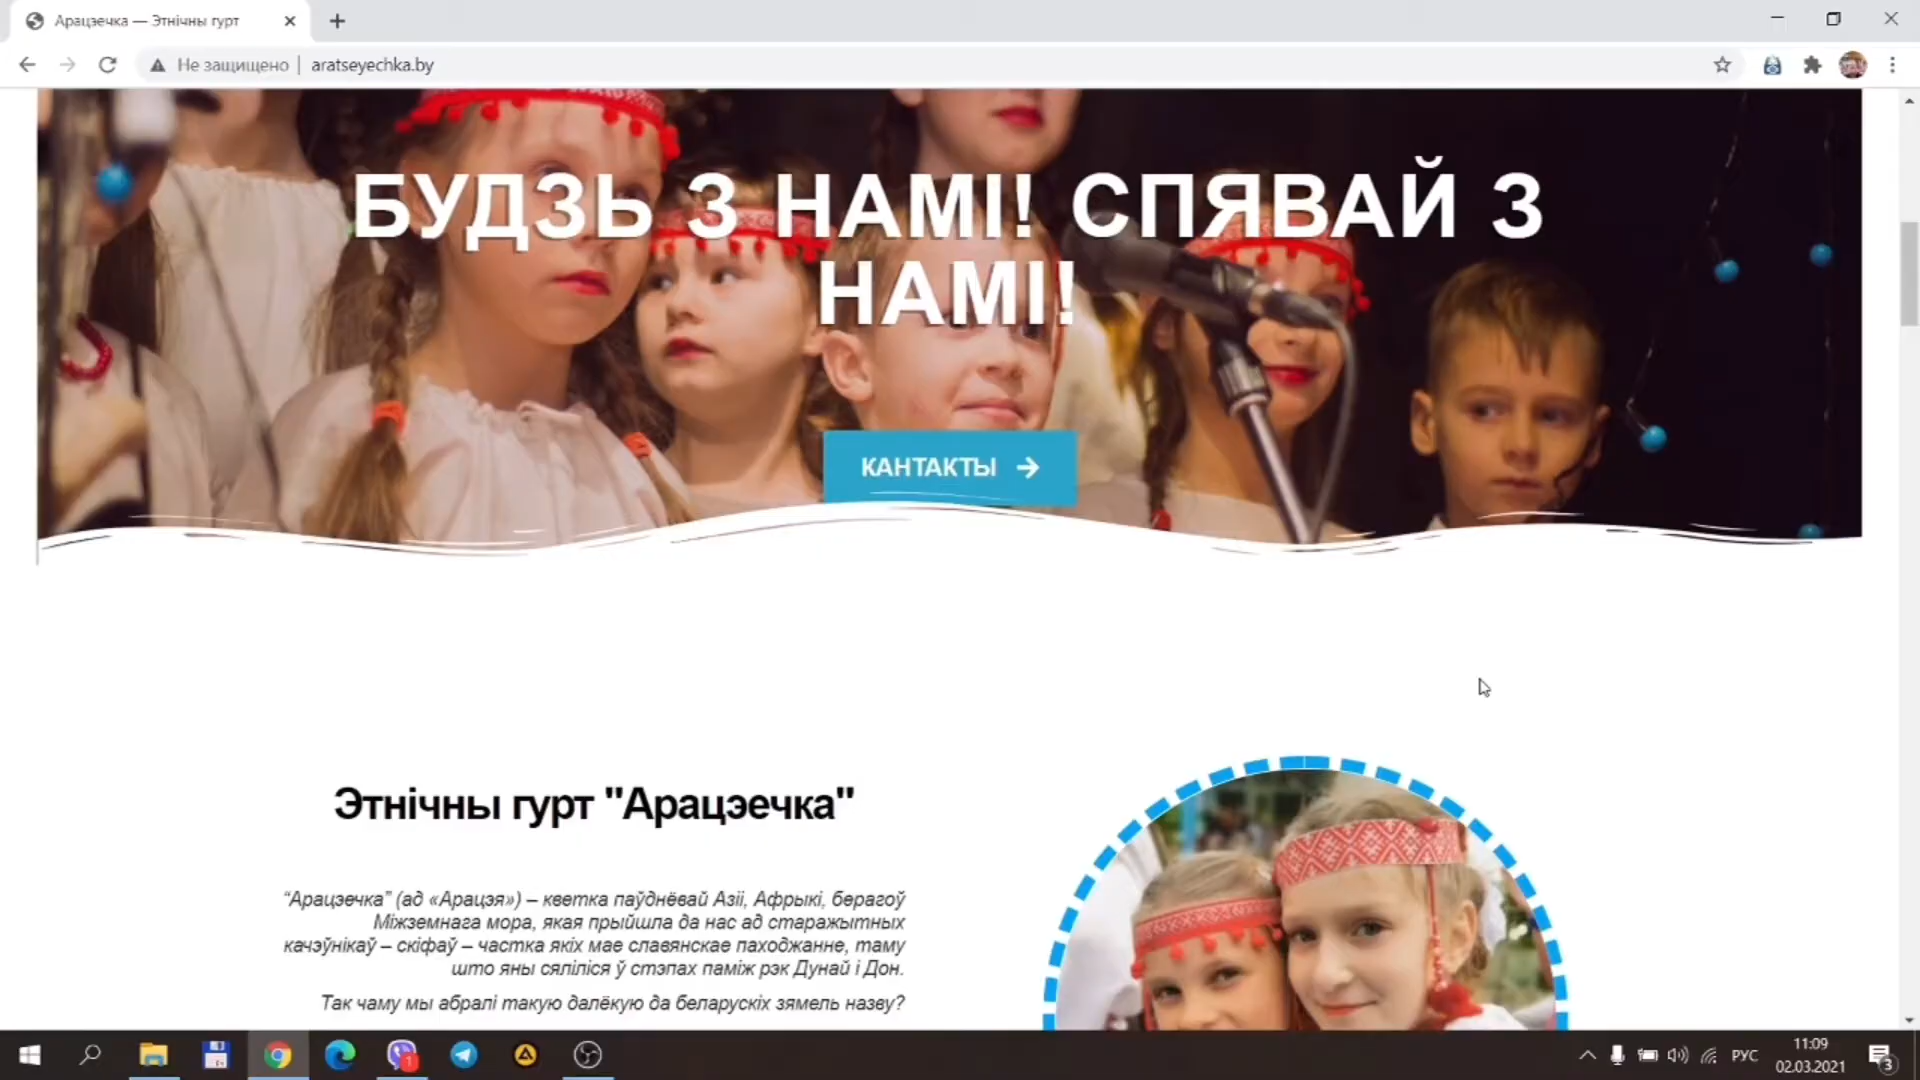 Арацэечка — Этнічны гурт
Не защищено | aratseyechka.by
БУДЗЬ З НАМІ! СПЯВАЙ З
НАМІ!
КАНТАКТЫ
Этнічны гурт "Арацэечка"
“Арацэечка” (ад «Арацэя») – кветка паўднёвай Азіі, Афрыкі, берагоў
Міжземнага мора, якая прыйшла да нас ад старажытных
качэўнікаў – скіфаў – частка якіх мае славянскае паходжанне, таму
што яны сяліліся ў стэпах паміж рэк Дунай і Дон.
Так чаму мы абралі такую далёкую да беларускіх зямель назву?
1
РУС
11:09
02.03.2021
3